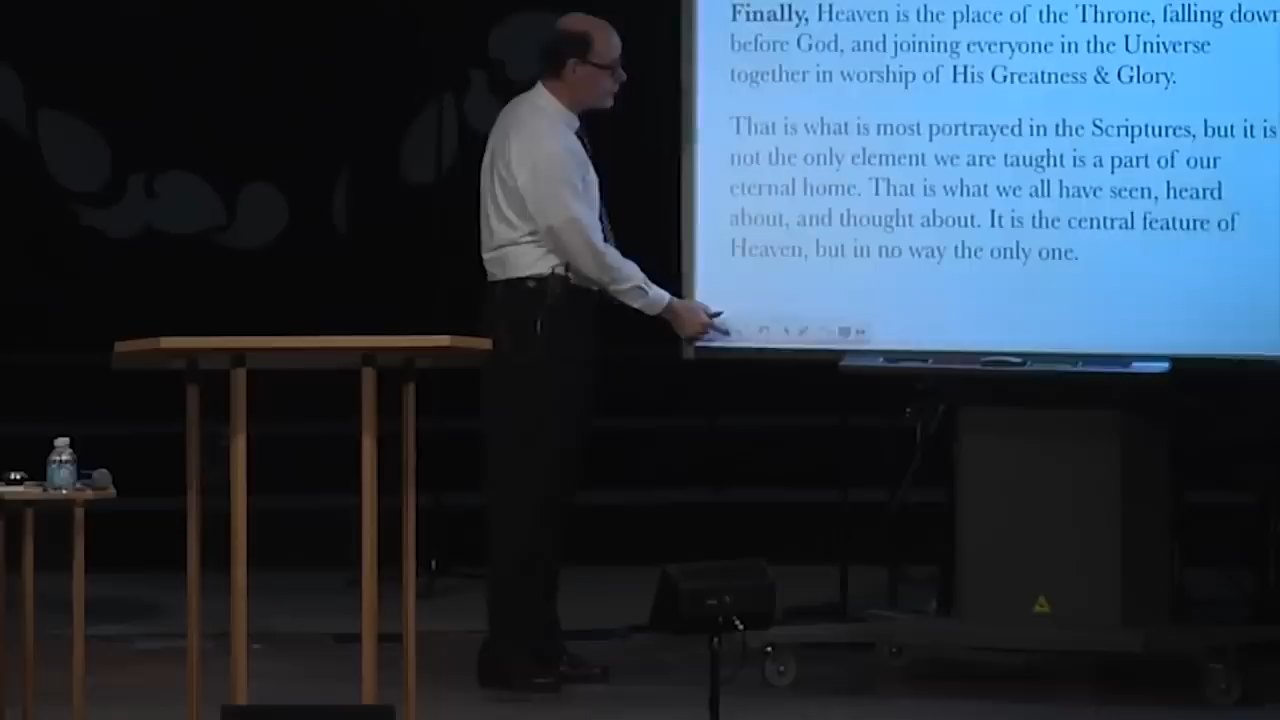 Finally, Heaven is the place of the Throne, falling down
before God, and joining everyone in the Universe
together in worship of His Greatness & Glory.
That is what is most portrayed in the Scriptures, but it is
not the only element we are taught is a part of our
eternal home. That is what we all have seen, heard
about, and thought about. It is the central feature of
Heaven, but in no way the only one.